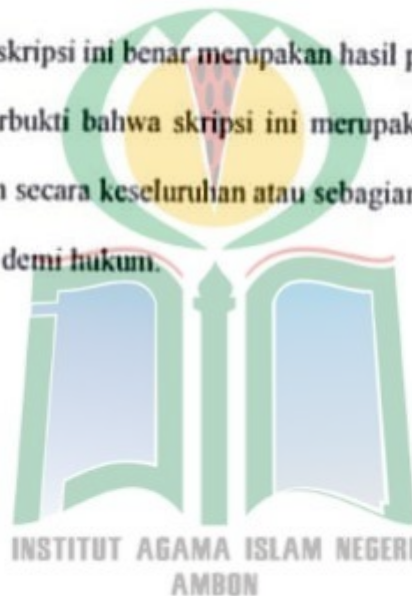 skripsi ini benar merupakan hasil
rbukti bahwa skripsi ini merupak
secara keseluruhan atau sebagian
demi hukum.
INSTITUT AGAMA ISLAM NEGERI
AMBON